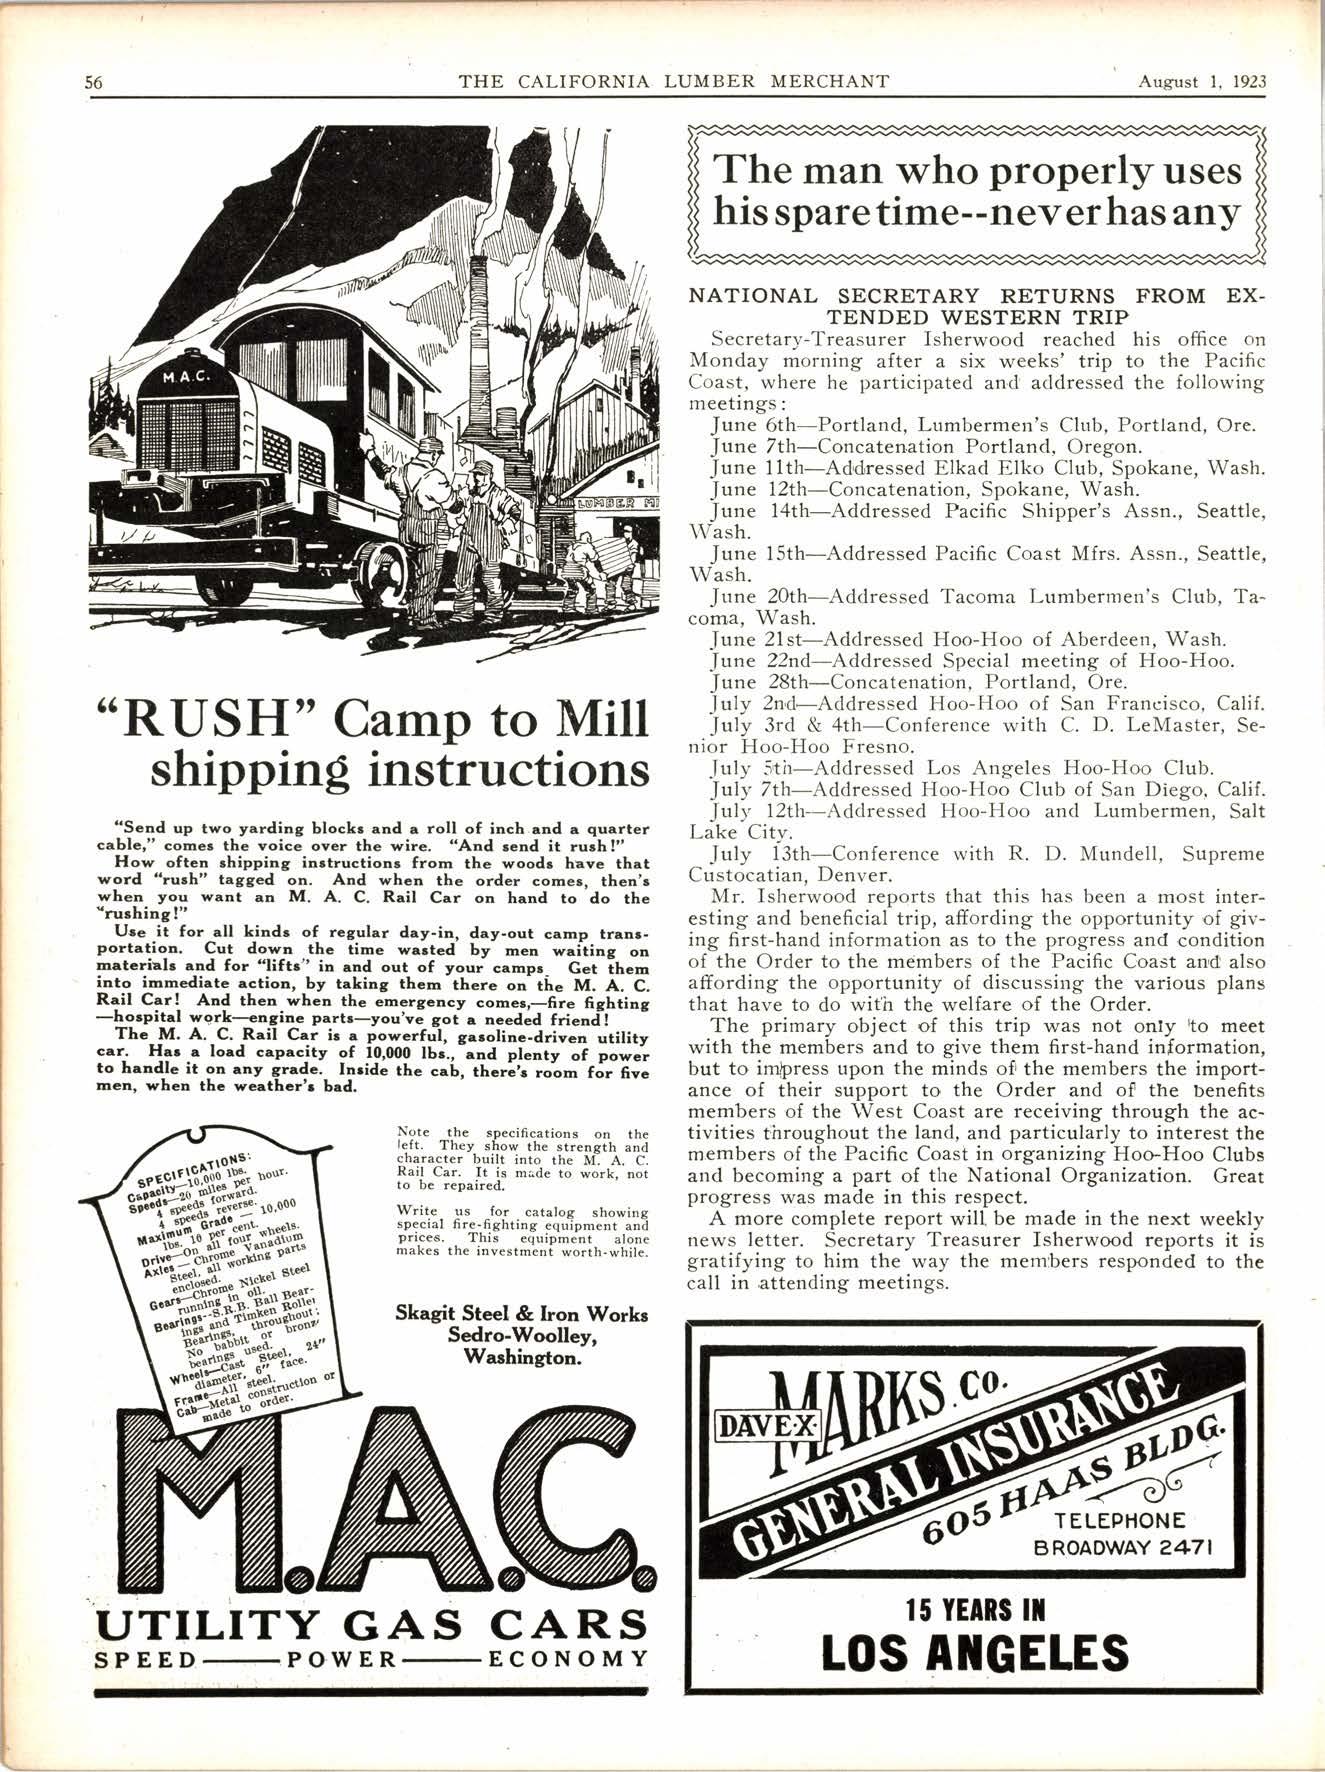 56
THE CALIFORNIA LUMBER MERCHANT
August 1, 1923
M.A.C.
LUMBER MI
"RUSH" Camp to Mill
shipping instructions
"Send up two yarding blocks and a roll of inch and a quarter
cable," comes the voice over the wire. "And send it rush!"
How often shipping instructions from the woods have that
word "rush" tagged on. And when the order comes, then's
when you want an M. A. C. Rail Car on hand to do the
"rushing!"
Use it for all kinds of regular day-in, day-out camp trans-
portation. Cut down the time wasted by men waiting on
materials and for "lifts" in and out of your camps. Get them
into immediate action, by taking them there on the M. A. C.
Rail Car! And then when the emergency comes,—fire fighting
—hospital work—engine parts—you've got a needed friend!
The M. A. C. Rail Car is a powerful, gasoline-driven utility
car. Has a load capacity of 10,000 lbs., and plenty of power
to handle it on any grade. Inside the cab, there's room for five
men, when the weather's bad.
SPECIFICATIONS:
Capacity—10,000 lbs.
Speeds—20 miles per hour.
4 speeds forward.
4 speeds reverse.
Maximum Grade — 10,000
lbs. 10 per cent.
Drive—On all four wheels.
Axles — Chrome Vanadium
Steel, all working parts
enclosed.
Gears—Chrome Nickel Steel
running in oil.
Bearings--S.R.B. Ball Bear-
ings and Timken Roller
Bearings, throughout;
No babbit or bronze
bearings used.
Wheels—Cast Steel, 24"
diameter, 6" face.
Frame—All steel.
Cab—Metal construction or
made to order.
Note the specifications on the
left. They show the strength and
character built into the M. A. C.
Rail Car. It is made to work, not
to be repaired.
Write us for catalog showing
special fire-fighting equipment and
prices. This equipment alone
makes the investment worth-while.
Skagit Steel & Iron Works
Sedro-Woolley,
Washington.
M.A.C.
UTILITY GAS CARS
SPEED——POWER——ECONOMY
The man who properly uses
his spare time--never has any
NATIONAL SECRETARY RETURNS FROM EX-
TENDED WESTERN TRIP
Secretary-Treasurer Isherwood reached his office on
Monday morning after a six weeks' trip to the Pacific
Coast, where he participated and addressed the following
meetings:
June 6th—Portland, Lumbermen's Club, Portland, Ore.
June 7th—Concatenation Portland, Oregon.
June 11th—Addressed Elkad Elko Club, Spokane, Wash.
June 12th—Concatenation, Spokane, Wash.
June 14th—Addressed Pacific Shipper's Assn., Seattle,
Wash.
June 15th—Addressed Pacific Coast Mfrs. Assn., Seattle,
Wash.
June 20th—Addressed Tacoma Lumbermen's Club, Ta-
coma, Wash.
June 21st—Addressed Hoo-Hoo of Aberdeen, Wash.
June 22nd—Addressed Special meeting of Hoo-Hoo.
June 28th—Concatenation, Portland, Ore.
July 2nd—Addressed Hoo-Hoo of San Francisco, Calif.
July 3rd & 4th—Conference with C. D. LeMaster, Se-
nior Hoo-Hoo Fresno.
July 5th—Addressed Los Angeles Hoo-Hoo Club.
July 7th—Addressed Hoo-Hoo Club of San Diego, Calif.
July 12th—Addressed Hoo-Hoo and Lumbermen, Salt
Lake City.
July 13th—Conference with R. D. Mundell, Supreme
Custocatian, Denver.
Mr. Isherwood reports that this has been a most inter-
esting and beneficial trip, affording the opportunity of giv-
ing first-hand information as to the progress and condition
of the Order to the members of the Pacific Coast and also
affording the opportunity of discussing the various plans
that have to do with the welfare of the Order.
The primary object of this trip was not only to meet
with the members and to give them first-hand information,
but to impress upon the minds of the members the import-
ance of their support to the Order and of the benefits
members of the West Coast are receiving through the ac-
tivities throughout the land, and particularly to interest the
members of the Pacific Coast in organizing Hoo-Hoo Clubs
and becoming a part of the National Organization. Great
progress was made in this respect.
A more complete report will be made in the next weekly
news letter. Secretary Treasurer Isherwood reports it is
gratifying to him the way the members responded to the
call in attending meetings.
DAVE·X· MARKS. CO.
GENERAL INSURANCE
605 HAAS BLDG.
TELEPHONE
BROADWAY 2471
15 YEARS IN
LOS ANGELES